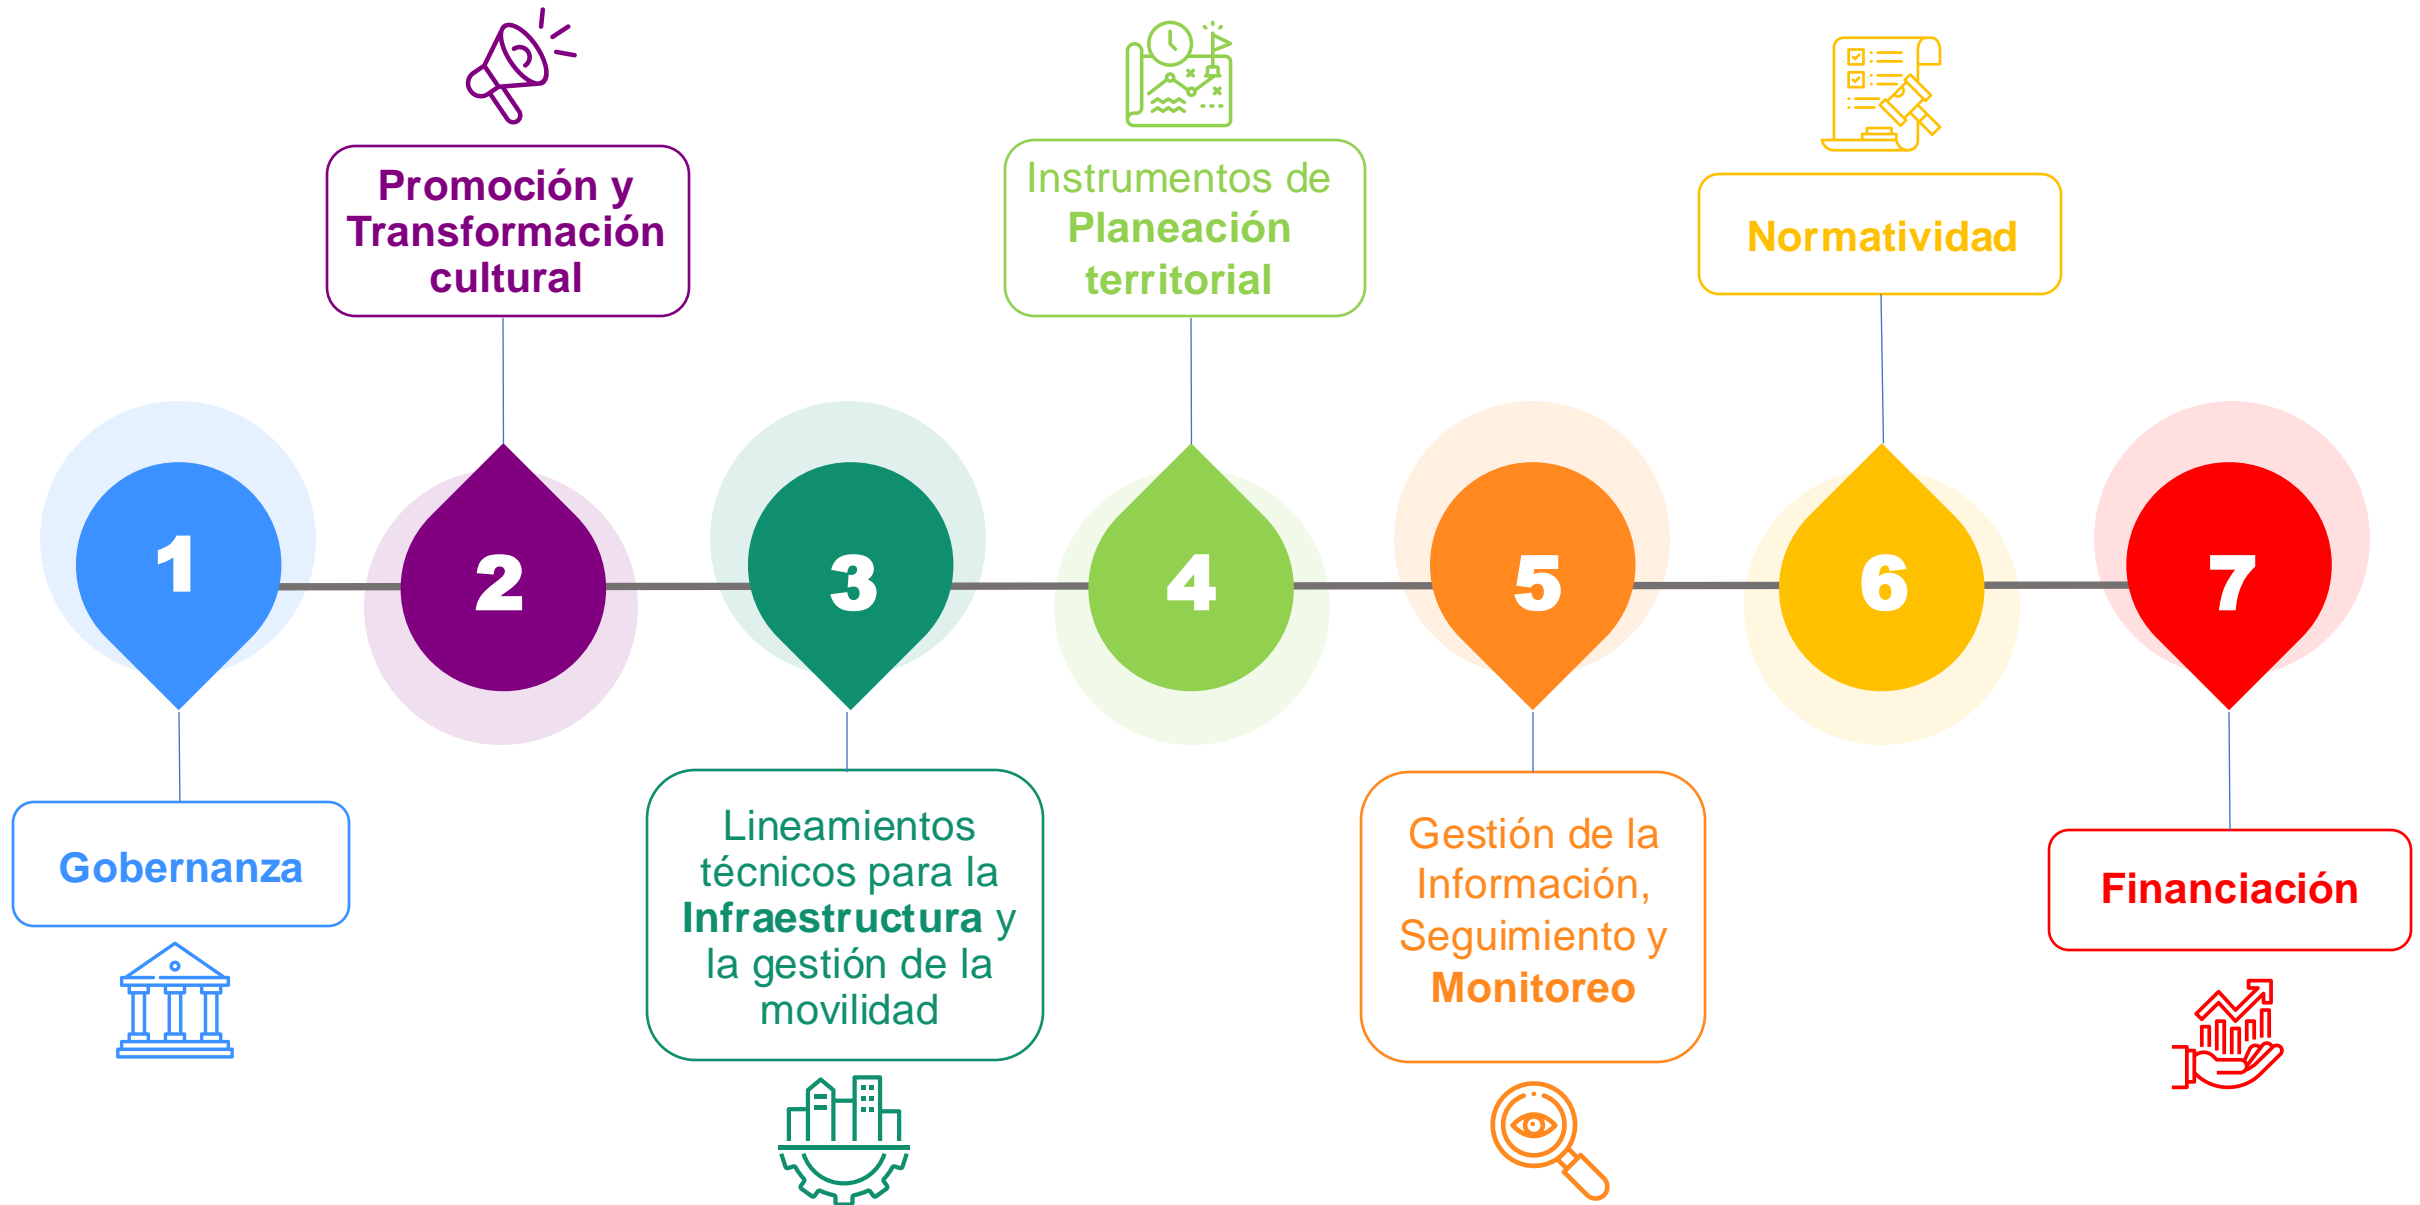 1
Gobernanza
2
Promoción y
Transformación
cultural
3
Lineamientos
técnicos para la
Infraestructura y
la gestión de la
movilidad
4
Instrumentos de
Planeación
territorial
5
Gestión de la
Información,
Seguimiento y
Monitoreo
6
Normatividad
7
Financiación